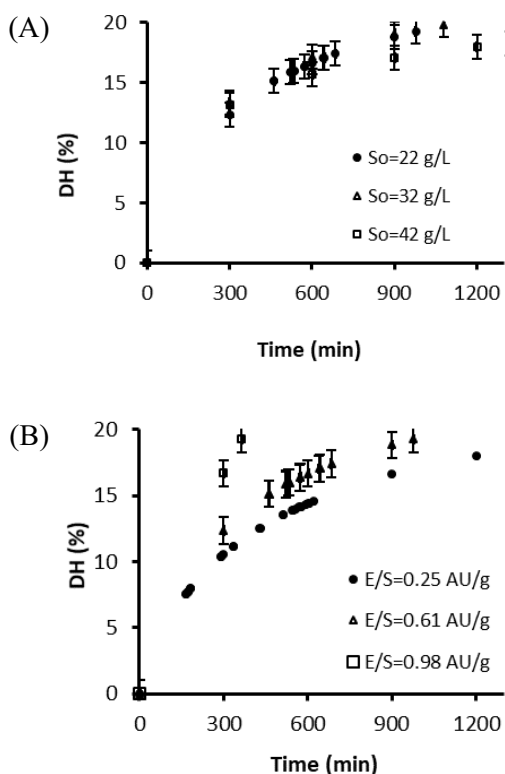 (A)
20
15
10
5
0
DH (%)
So=22 g/L
So=32 g/L
So=42 g/L
0 300 600 900 1200
Time (min)
(B)
20
15
10
5
0
DH (%)
E/S=0.25 AU/g
E/S=0.61 AU/g
E/S=0.98 AU/g
0 300 600 900 1200
Time (min)